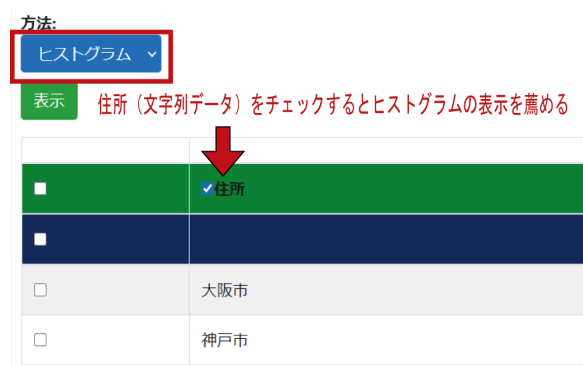 方法:
ヒストグラム
表示
住所（文字列データ）をチェックするとヒストグラムの表示を薦める
住所
大阪市
神戸市